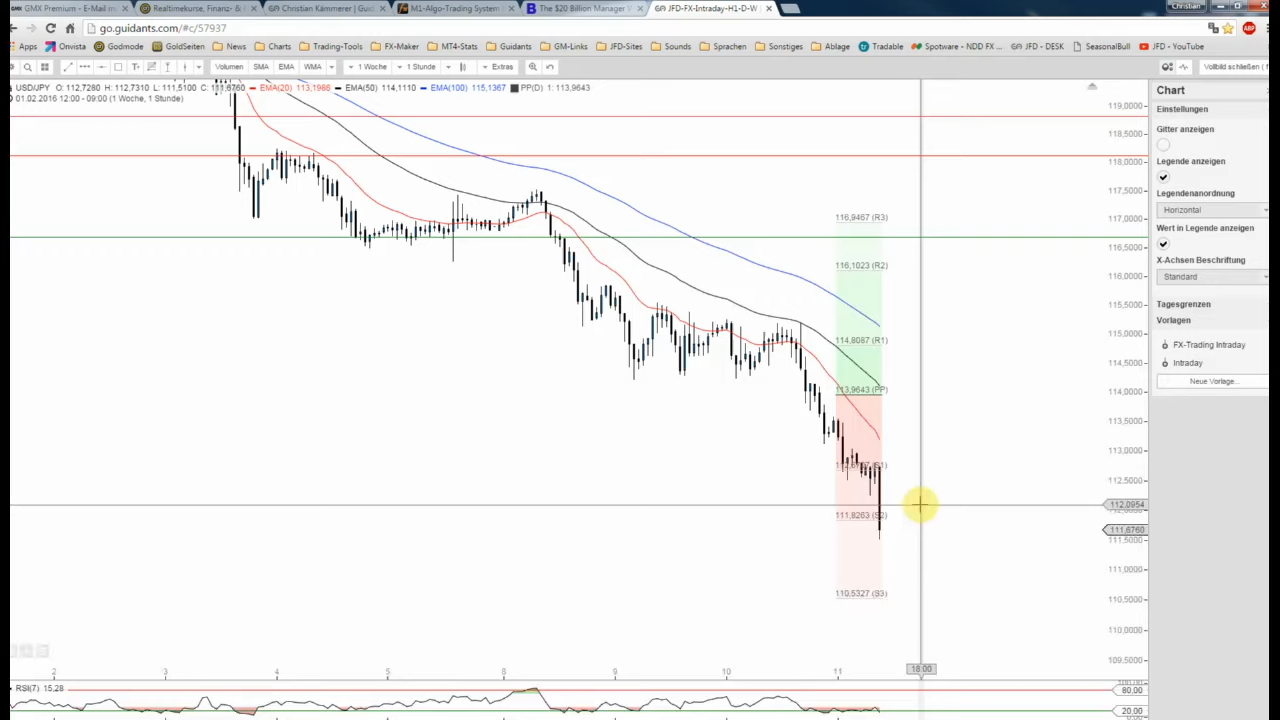 GMX Premium - E-Mail m
Realtimekurse, Finanz- & I
Christian Kämmerer | Guid
M1-Algo-Trading System
The $20 Billion Manager I
JFD-FX-Intraday-H1-D-W
Christian
go.guidants.com/#c/57937
Apps
Onvista
Godmode
GoldSeiten
News
Charts
Trading-Tools
FX-Maker
MT4-Stats
Guidants
GM-Links
JFD-Sites
Sounds
Sprachen
Sonstiges
Ablage
Tradable
Spotware - NDD FX ...
JFD - DESK
SeasonalBull
JFD - YouTube
Volumen SMA EMA WMA 1 Woche 1 Stunde Extras
Vollbild schließen (
USD/JPY O: 112,7280 H: 112,7310 L: 111,5100 C: 111,6760 EMA(20) 113,1986 EMA(50) 114,1110 EMA(100) 115,1367 PP(D) 1: 113,9643
01.02.2016 12:00 - 09:00 (1 Woche, 1 Stunde)
119,0000
118,5000
118,0000
117,5000
117,0000
116,5000
116,0000
115,5000
115,0000
114,5000
114,0000
113,5000
113,0000
112,5000
112,0954
111,6760
111,5000
111,0000
110,5000
110,0000
109,5000
116,9467 (R3)
116,1023 (R2)
114,8087 (R1)
113,9643 (PP)
111,8263 (S2)
110,5327 (S3)
2 3 4 5 8 9 10 11 18:00
RSI(7) 15,28
80,00
20,00
Chart
Einstellungen
Gitter anzeigen
Legende anzeigen
Legendenanordnung
Horizontal
Wert in Legende anzeigen
X-Achsen Beschriftung
Standard
Tagesgrenzen
Vorlagen
FX-Trading Intraday
Intraday
Neue Vorlage...